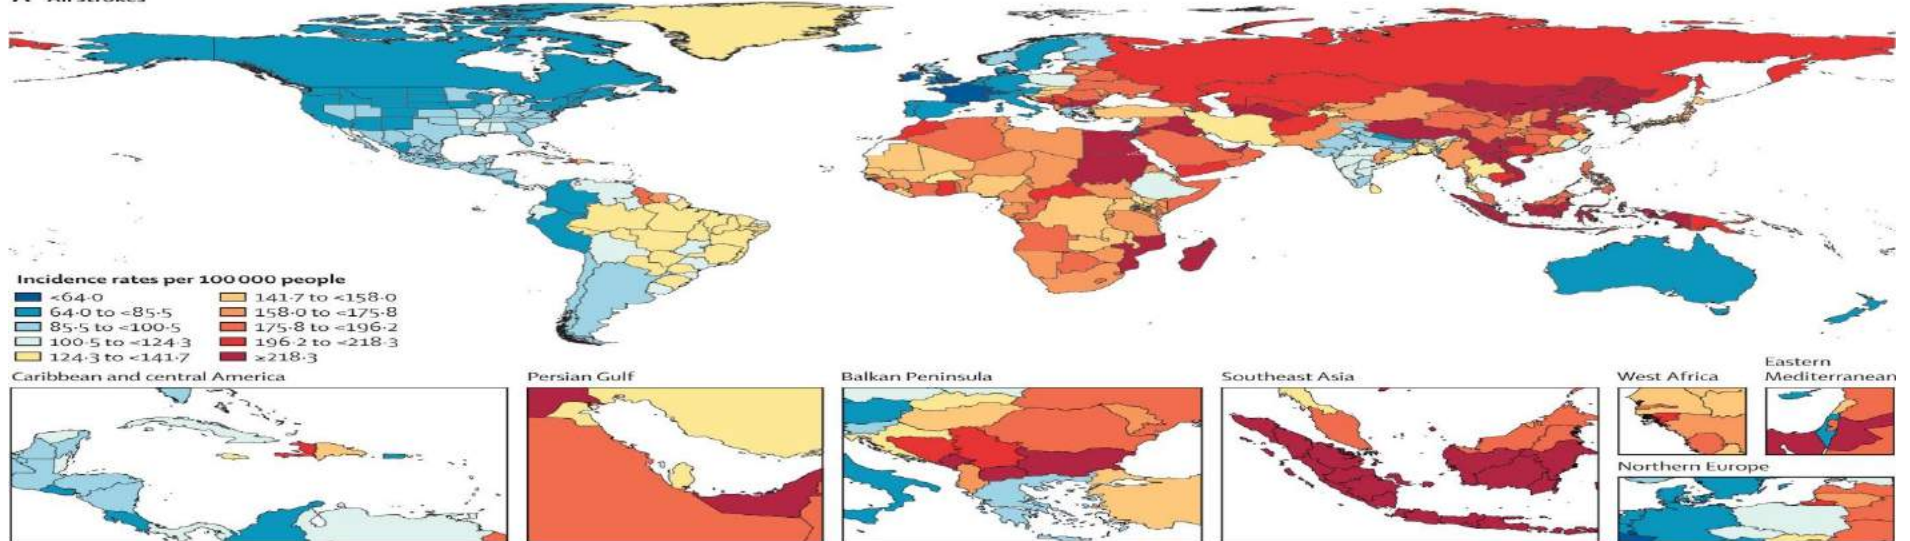 Incidence rates per 100 000 people
<64·0
64·0 to <85·5
85·5 to <100·5
100·5 to <124·3
124·3 to <141·7
141·7 to <158·0
158·0 to <175·8
175·8 to <196·2
196·2 to <218·3
≥218·3
Caribbean and central America
Persian Gulf
Balkan Peninsula
Southeast Asia
West Africa
Eastern
Mediterranean
Northern Europe